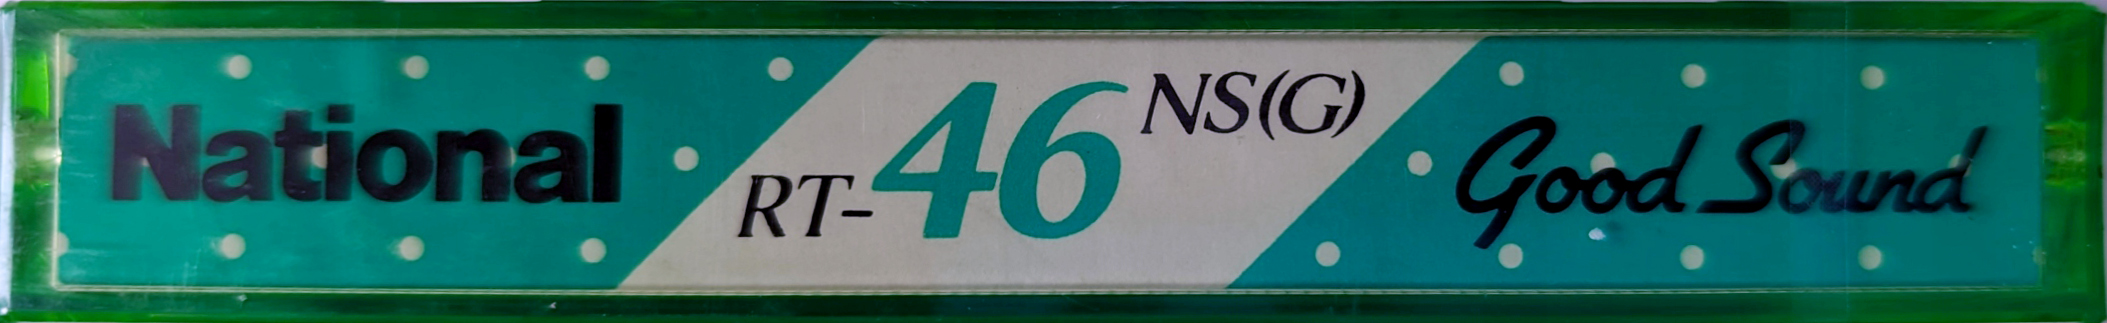 National
RT-46 NS(G)
Good Sound